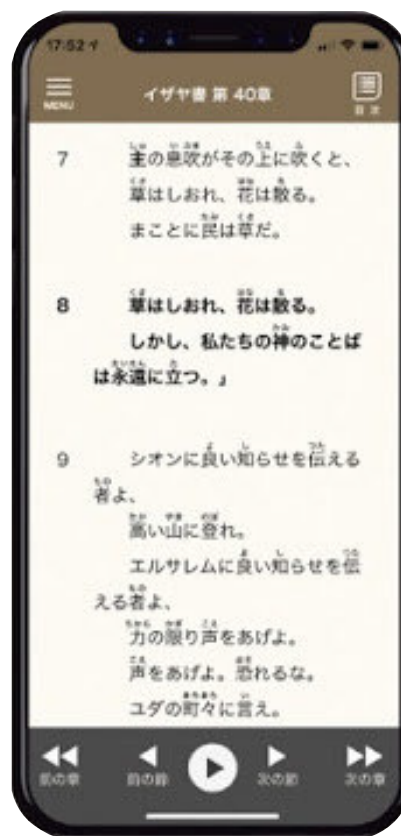 17:52
MENU
イザヤ書 第 40章
目次
7 主の息吹がその上に吹くと、
草はしおれ、花は散る。
まことに民は草だ。
8 草はしおれ、花は散る。
しかし、私たちの神のことば
は永遠に立つ。」
9 シオンに良い知らせを伝える
者よ、
高い山に登れ。
エルサレムに良い知らせを伝
える者よ、
力の限り声をあげよ。
声をあげよ。恐れるな。
ユダの町々に言え。
前の章 前の節 次の節 次の章